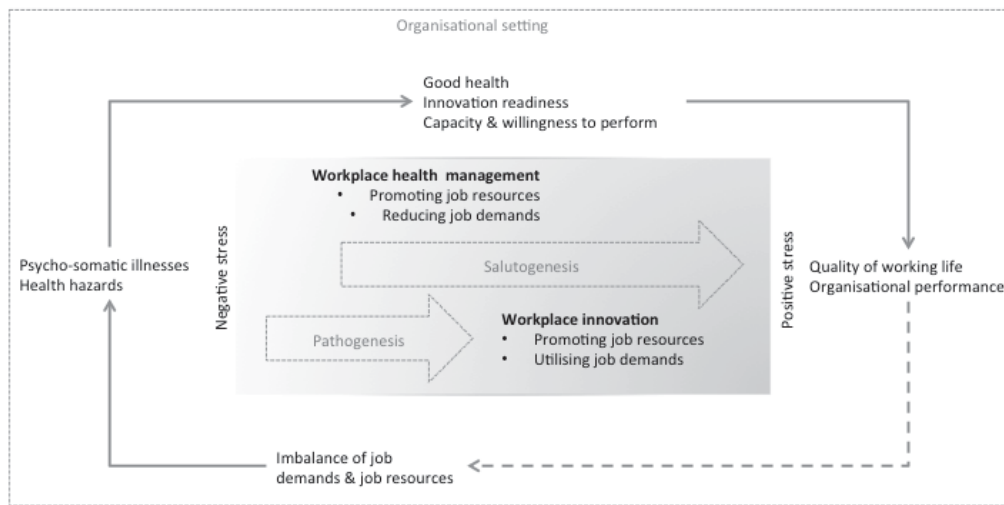 Organisational setting
Good health
Innovation readiness
Capacity & willingness to perform
Workplace health management
• Promoting job resources
• Reducing job demands
Negative stress
Salutogenesis
Positive stress
Psycho-somatic illnesses
Health hazards
Quality of working life
Organisational performance
Pathogenesis
Workplace innovation
• Promoting job resources
• Utilising job demands
Imbalance of job
demands & job resources